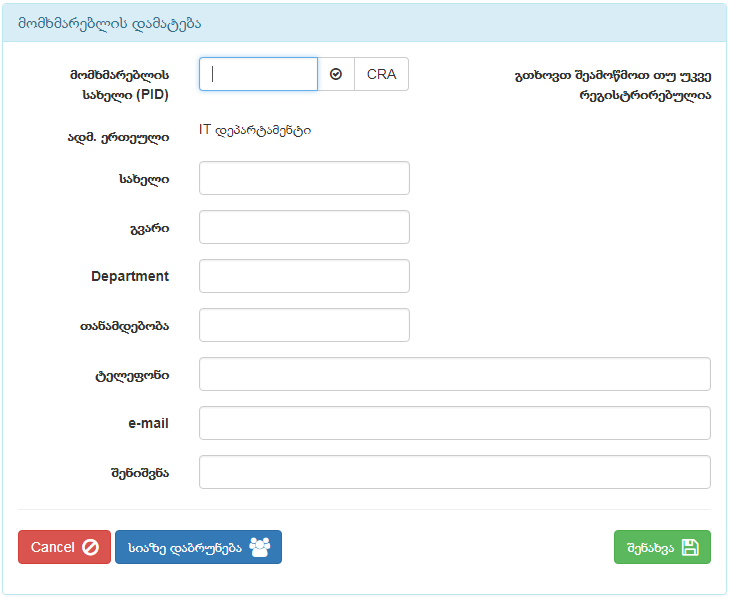 მომხმარებლის დამატება
მომხმარებლის
სახელი (PID)
CRA
გთხოვთ შეამოწმოთ თუ უკვე
რეგისტრირებულია
ადმ. ერთეული
IT დეპარტამენტი
სახელი
გვარი
Department
თანამდებობა
ტელეფონი
e-mail
შენიშვნა
Cancel
სიაზე დაბრუნება
შენახვა